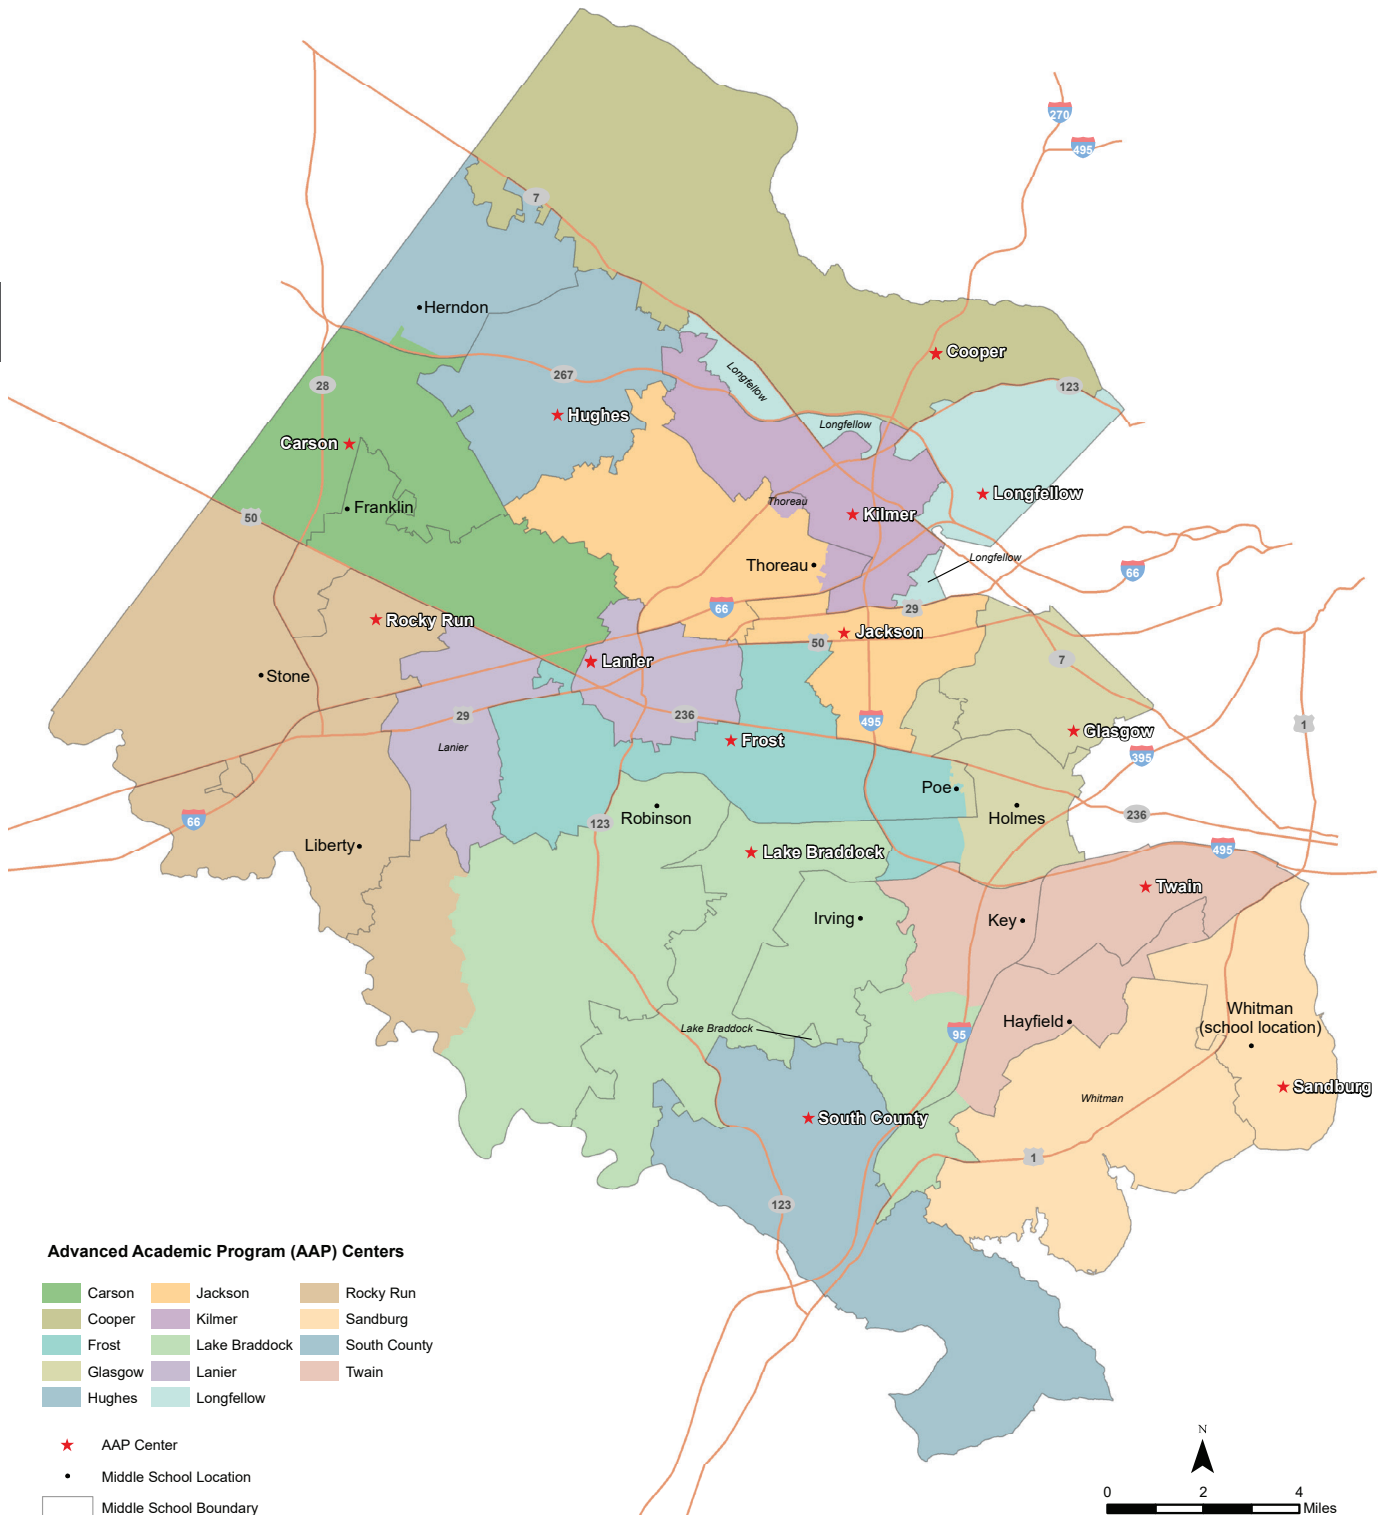 270
495
7
Herndon
Cooper
267
28
123
Longfellow
Hughes
Longfellow
Carson
Longfellow
Thoreau
Franklin
Kilmer
50
Longfellow
Thoreau
66
66
29
Rocky Run
Jackson
50
Lanier
7
Stone
29
236
495
1
Glasgow
Frost
Lanier
395
Poe
Robinson
Holmes
236
66
123
Liberty
Lake Braddock
495
Twain
Irving
Key
Whitman
(school location)
Hayfield
Lake Braddock
95
Sandburg
Whitman
South County
1
123
Advanced Academic Program (AAP) Centers
Carson
Jackson
Rocky Run
Cooper
Kilmer
Sandburg
Frost
Lake Braddock
South County
Glasgow
Lanier
Twain
Hughes
Longfellow
AAP Center
Middle School Location
Middle School Boundary
N
0 2 4
Miles